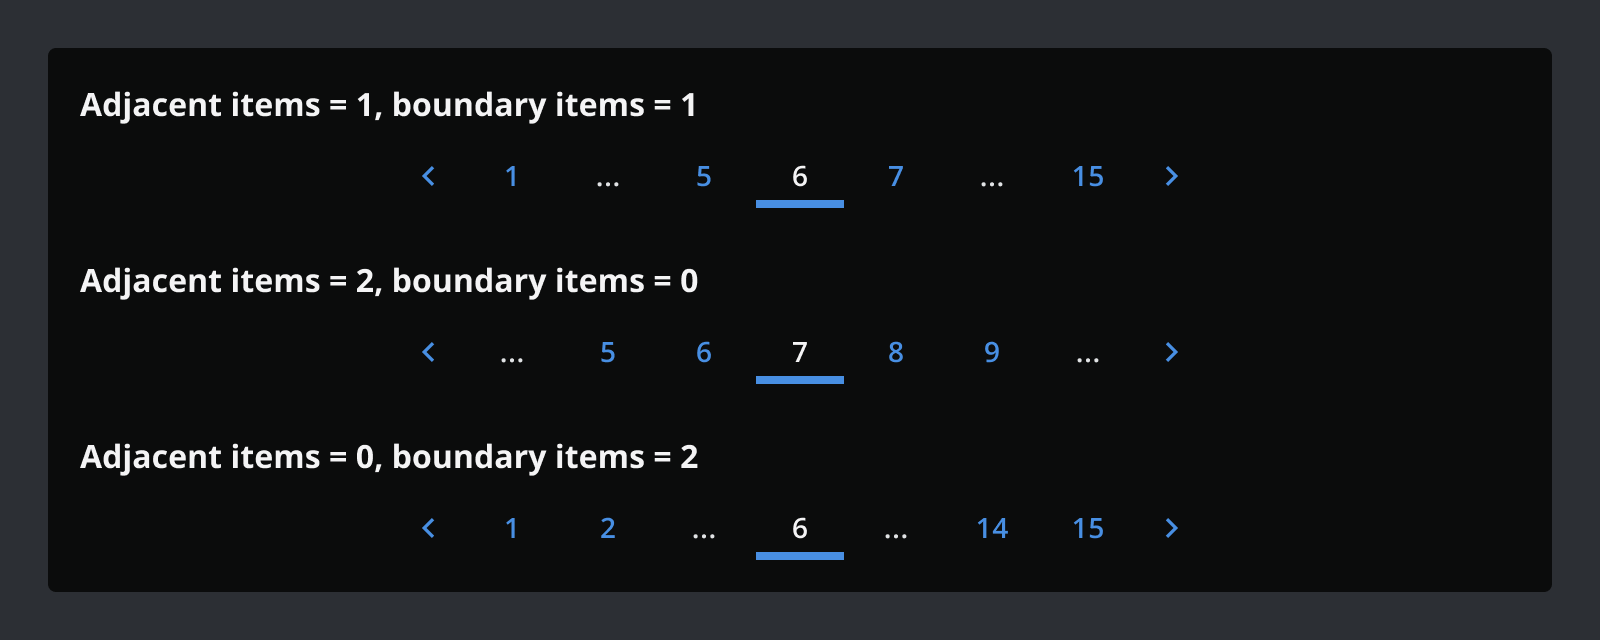 Adjacent items = 1, boundary items = 1
1 ... 5 6 7 ... 15
Adjacent items = 2, boundary items = 0
... 5 6 7 8 9 ...
Adjacent items = 0, boundary items = 2
1 2 ... 6 ... 14 15